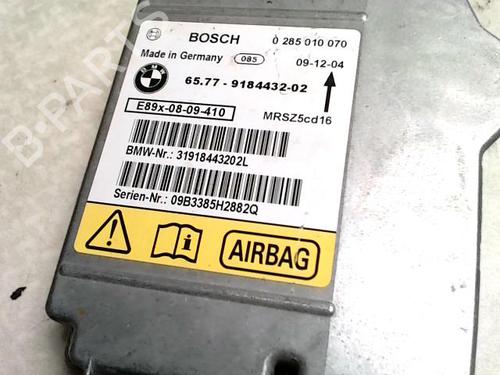 BOSCH 0 285 010 070
Made in Germany 085 09-12-04
BMW 65.77 - 9184432-02
E89x-08-09-410 MRSZ5cd16
BMW-Nr.: 31918443202L
Serien-Nr.: 09B3385H2882Q
AIRBAG
B-Parts